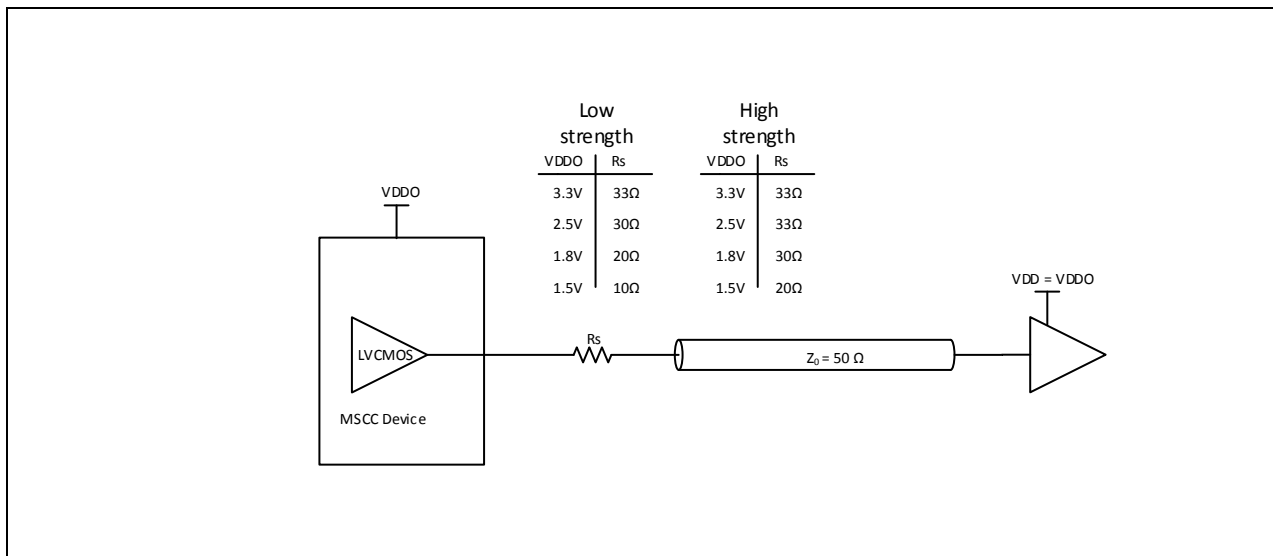 Low strength
VDDO Rs
3.3V 33Ω
2.5V 30Ω
1.8V 20Ω
1.5V 10Ω
High strength
VDDO Rs
3.3V 33Ω
2.5V 33Ω
1.8V 30Ω
1.5V 20Ω
VDDO
LVCMOS
MSCC Device
Rs
Z₀ = 50 Ω
VDD = VDDO